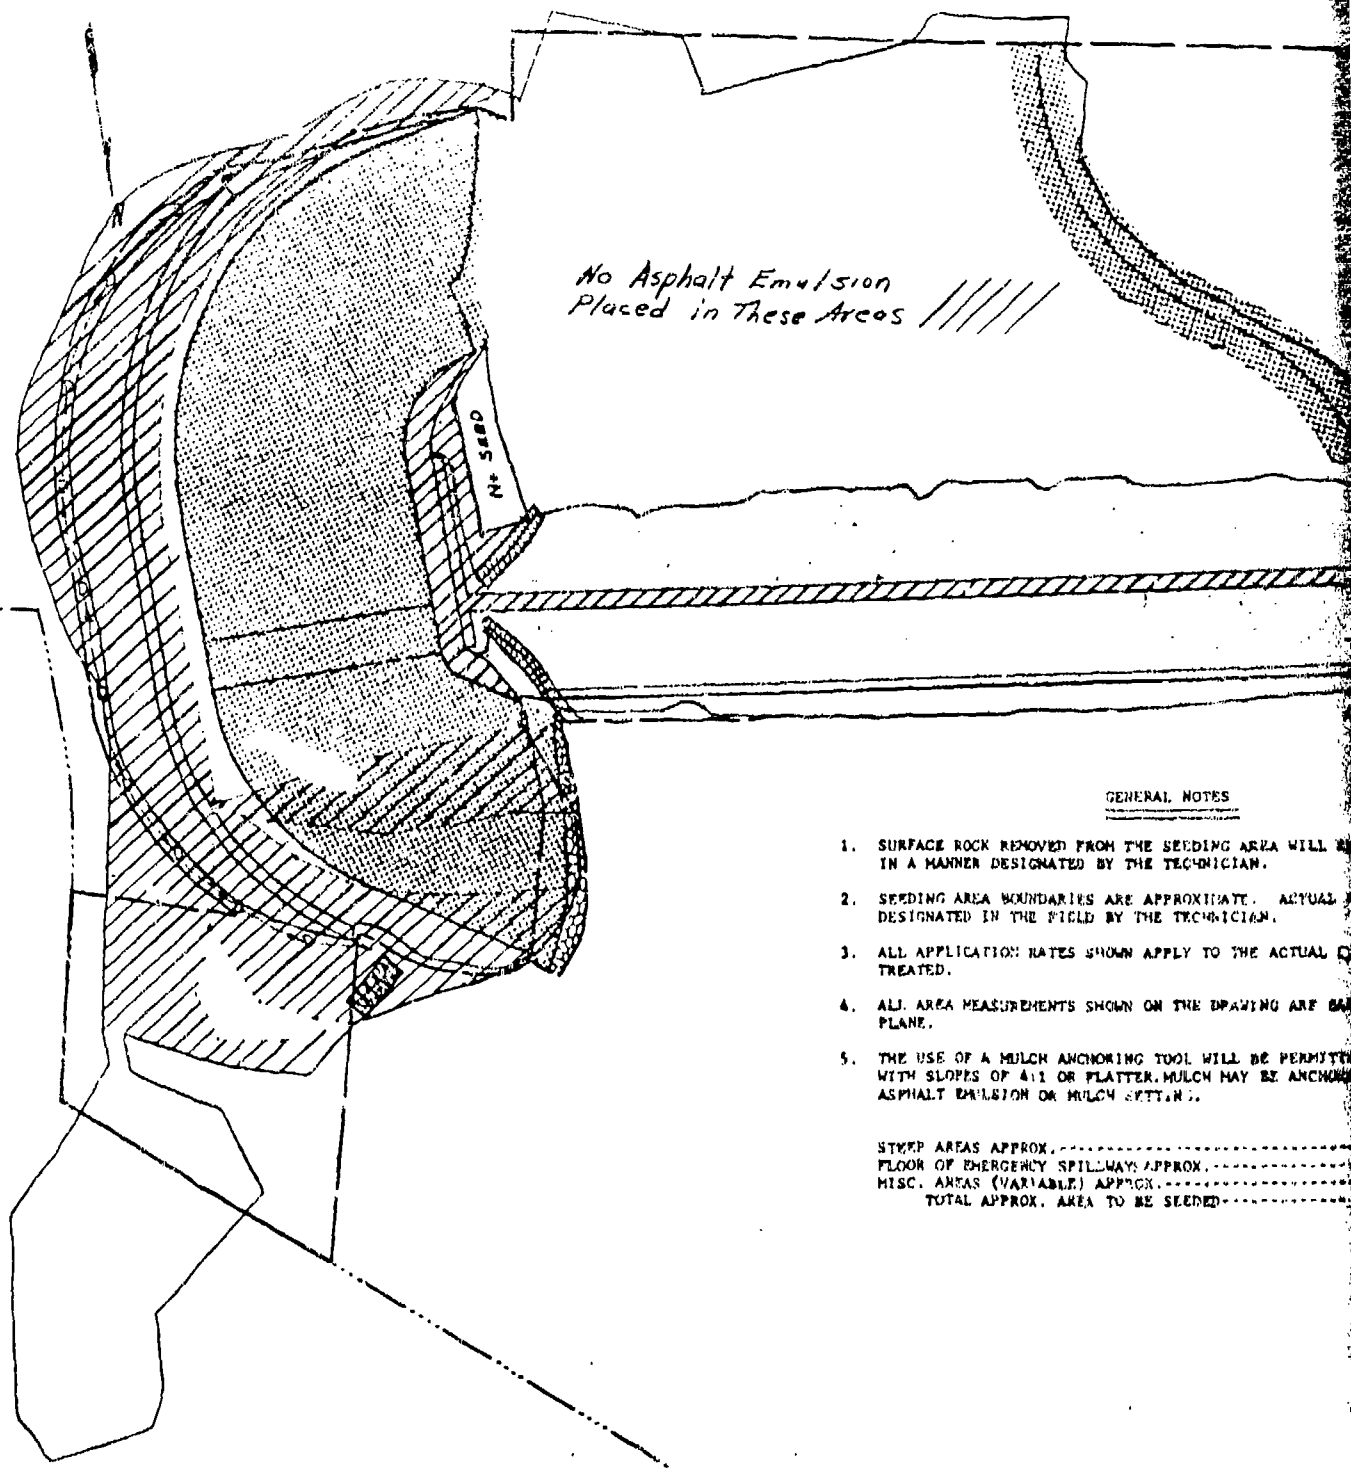 No Asphalt Emulsion
Placed in These Areas
No SEED
GENERAL NOTES
1. SURFACE ROCK REMOVED FROM THE SEEDING AREA WILL
IN A MANNER DESIGNATED BY THE TECHNICIAN.
2. SEEDING AREA BOUNDARIES ARE APPROXIMATE. ACTUAL
DESIGNATED IN THE FIELD BY THE TECHNICIAN.
3. ALL APPLICATION RATES SHOWN APPLY TO THE ACTUAL
TREATED.
4. ALL AREA MEASUREMENTS SHOWN ON THE DRAWING ARE
PLANE.
5. THE USE OF A MULCH ANCHORING TOOL WILL BE
WITH SLOPES OF 4:1 OR FLATTER. MULCH MAY BE
ASPHALT EMULSION OR MULCH NETTING.
STEEP AREAS APPROX.
FLOOR OF EMERGENCY SPILLWAY APPROX.
MISC. AREAS (VARIABLE) APPROX.
TOTAL APPROX. AREA TO BE SEEDED